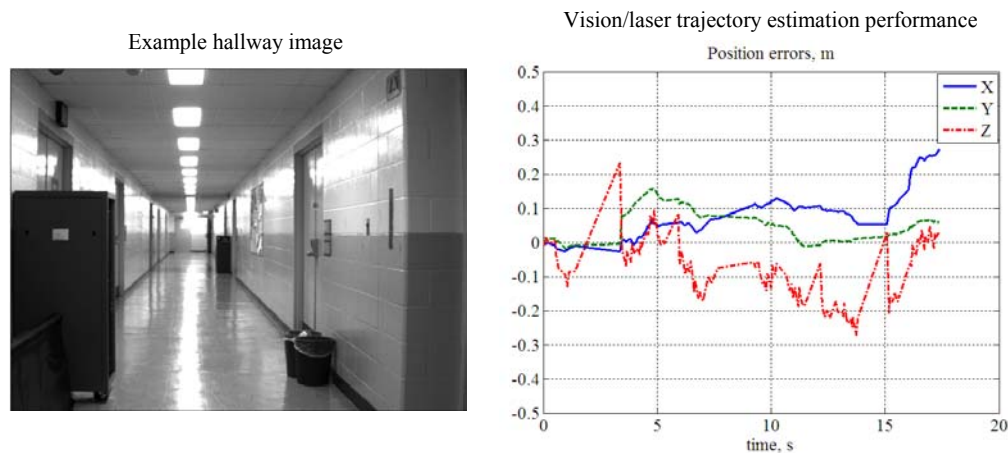 Example hallway image
Vision/laser trajectory estimation performance
Position errors, m
0.5
0.4
0.3
0.2
0.1
0
-0.1
-0.2
-0.3
-0.4
-0.5
0 5 10 15 20
time, s
X
Y
Z